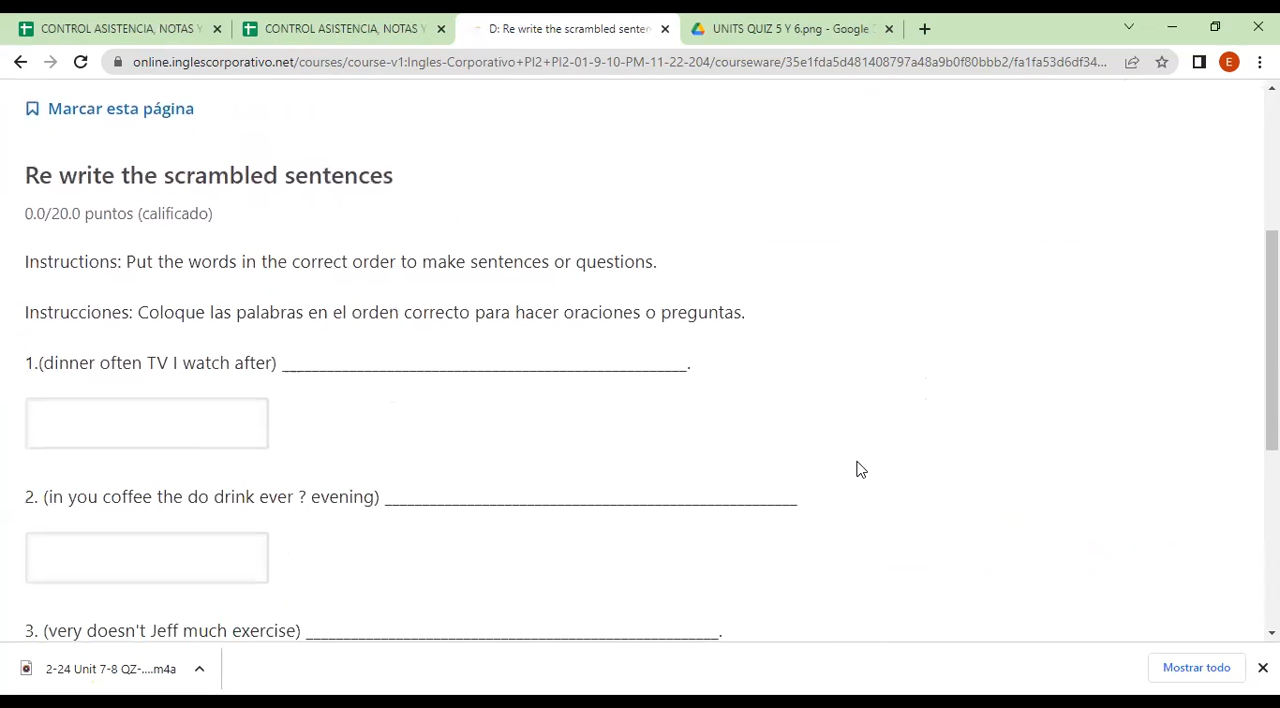 CONTROL ASISTENCIA, NOTAS Y
CONTROL ASISTENCIA, NOTAS Y
D: Re write the scrambled senten
UNITS QUIZ 5 Y 6.png - Google
online.inglescorporativo.net/courses/course-v1:Ingles-Corporativo+PI2+PI2-01-9-10-PM-11-22-204/courseware/35e1fda5d481408797a48a9b0f80bbb2/fa1fa53d6df34...
E
Marcar esta página
Re write the scrambled sentences
0.0/20.0 puntos (calificado)
Instructions: Put the words in the correct order to make sentences or questions.
Instrucciones: Coloque las palabras en el orden correcto para hacer oraciones o preguntas.
1.(dinner often TV I watch after) ______________________________________________.
2. (in you coffee the do drink ever ? evening) _______________________________________________
3. (very doesn't Jeff much exercise) _______________________________________________.
2-24 Unit 7-8 QZ-....m4a
Mostrar todo